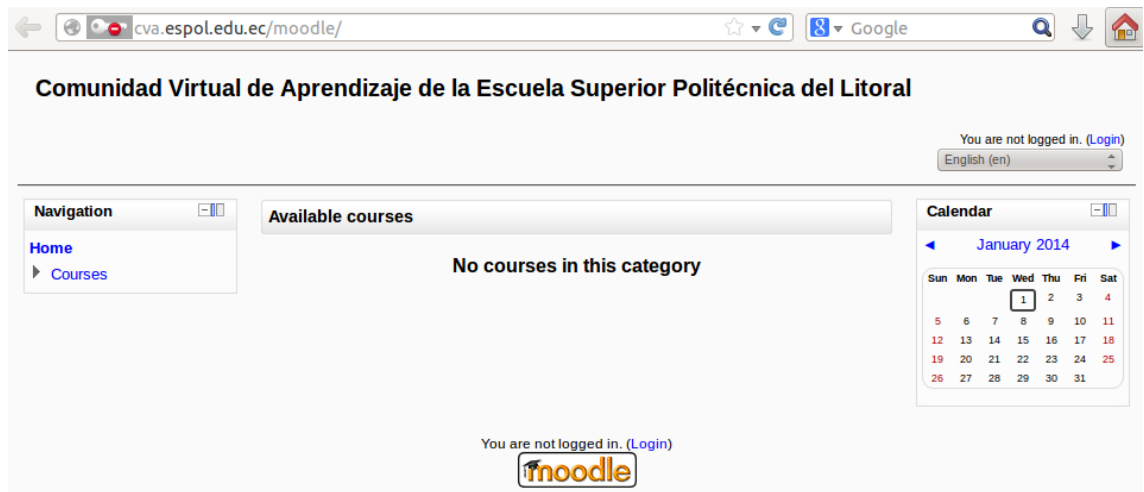 cva.espol.edu.ec/moodle/
8 Google
Comunidad Virtual de Aprendizaje de la Escuela Superior Politécnica del Litoral
You are not logged in. (Login)
English (en)
Navigation
Home
Courses
Available courses
No courses in this category
Calendar
◄ January 2014 ►
Sun Mon Tue Wed Thu Fri Sat
1 2 3 4
5 6 7 8 9 10 11
12 13 14 15 16 17 18
19 20 21 22 23 24 25
26 27 28 29 30 31
You are not logged in. (Login)
moodle